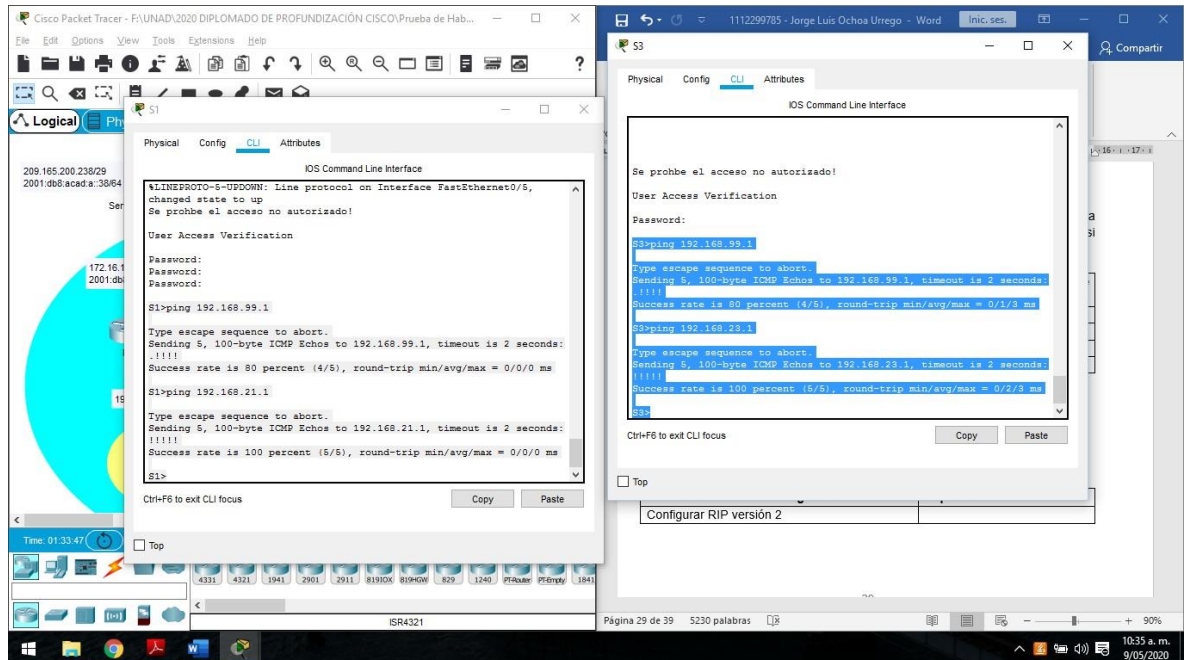 Cisco Packet Tracer - F:\UNAD\2020 DIPLOMADO DE PROFUNDIZACIÓN CISCO\Prueba de Hab...
File Edit Options View Tools Extensions Help
?
Logical
Ph
209.165.200.238/29
2001:db8:acad:a::38/64
Ser
172.16.1
2001:db
19
S1
Physical Config CLI Attributes
IOS Command Line Interface
%LINEPROTO-5-UPDOWN: Line protocol on Interface FastEthernet0/5,
changed state to up
Se prohbe el acceso no autorizado!
User Access Verification
Password:
Password:
Password:
S1>ping 192.168.99.1
Type escape sequence to abort.
Sending 5, 100-byte ICMP Echos to 192.168.99.1, timeout is 2 seconds:
.!!!!
Success rate is 80 percent (4/5), round-trip min/avg/max = 0/0/0 ms
S1>ping 192.168.21.1
Type escape sequence to abort.
Sending 5, 100-byte ICMP Echos to 192.168.21.1, timeout is 2 seconds:
!!!!!
Success rate is 100 percent (5/5), round-trip min/avg/max = 0/0/0 ms
S1>
Ctrl+F6 to exit CLI focus
Copy
Paste
Top
Time: 01:33:47
4331 4321 1941 2901 2911 819IOX 819HGW 829 1240 PT-Router PT-Empty 1841
ISR4321
1112299785 - Jorge Luis Ochoa Urrego - Word
Inic. ses.
Compartir
S3
Physical Config CLI Attributes
IOS Command Line Interface
Se prohbe el acceso no autorizado!
User Access Verification
Password:
S3>ping 192.168.99.1
Type escape sequence to abort.
Sending 5, 100-byte ICMP Echos to 192.168.99.1, timeout is 2 seconds:
.!!!!
Success rate is 80 percent (4/5), round-trip min/avg/max = 0/1/3 ms
S3>ping 192.168.23.1
Type escape sequence to abort.
Sending 5, 100-byte ICMP Echos to 192.168.23.1, timeout is 2 seconds:
!!!!!
Success rate is 100 percent (5/5), round-trip min/avg/max = 0/2/3 ms
S3>
Ctrl+F6 to exit CLI focus
Copy
Paste
Top
16 17
a
si
Configurar RIP versión 2
Página 29 de 39 5230 palabras
90%
10:35 a. m.
9/05/2020